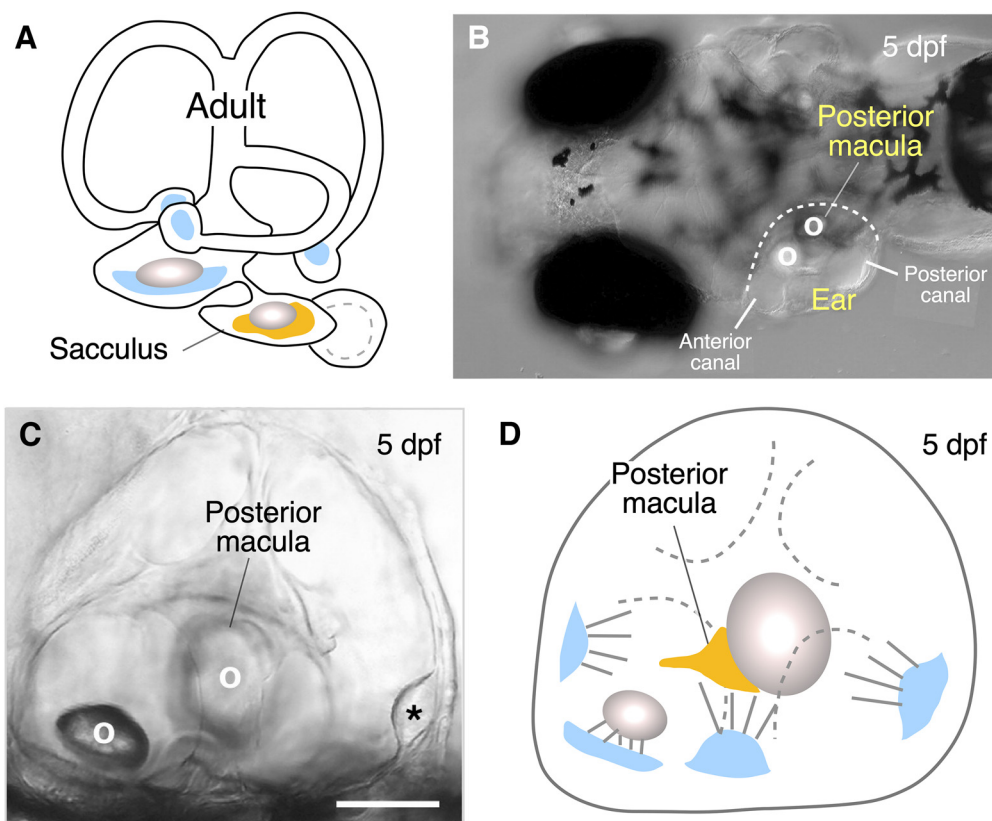 A
Adult
Sacculus
B
5 dpf
Posterior
macula
o
o
Ear
Posterior
canal
Anterior
canal
C
5 dpf
Posterior
macula
o
o
*
D
5 dpf
Posterior
macula